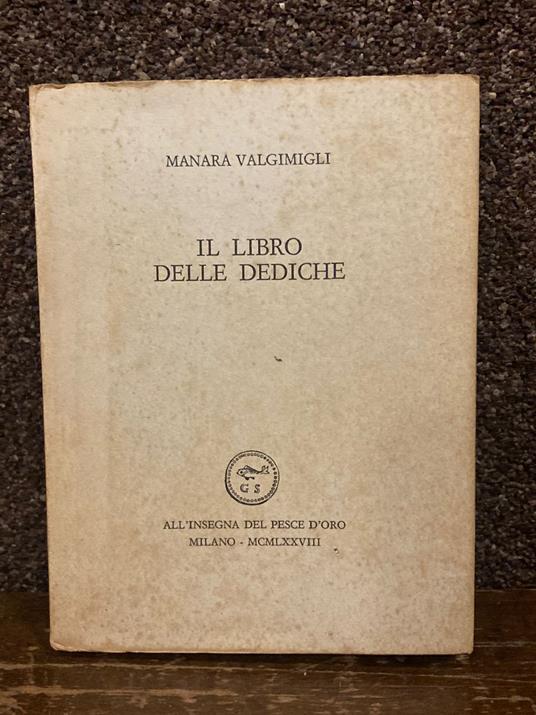 MANARA VALGIMIGLI
IL LIBRO
DELLE DEDICHE
G S
ALL'INSEGNA DEL PESCE D'ORO
MILANO - MCMLXXVIII